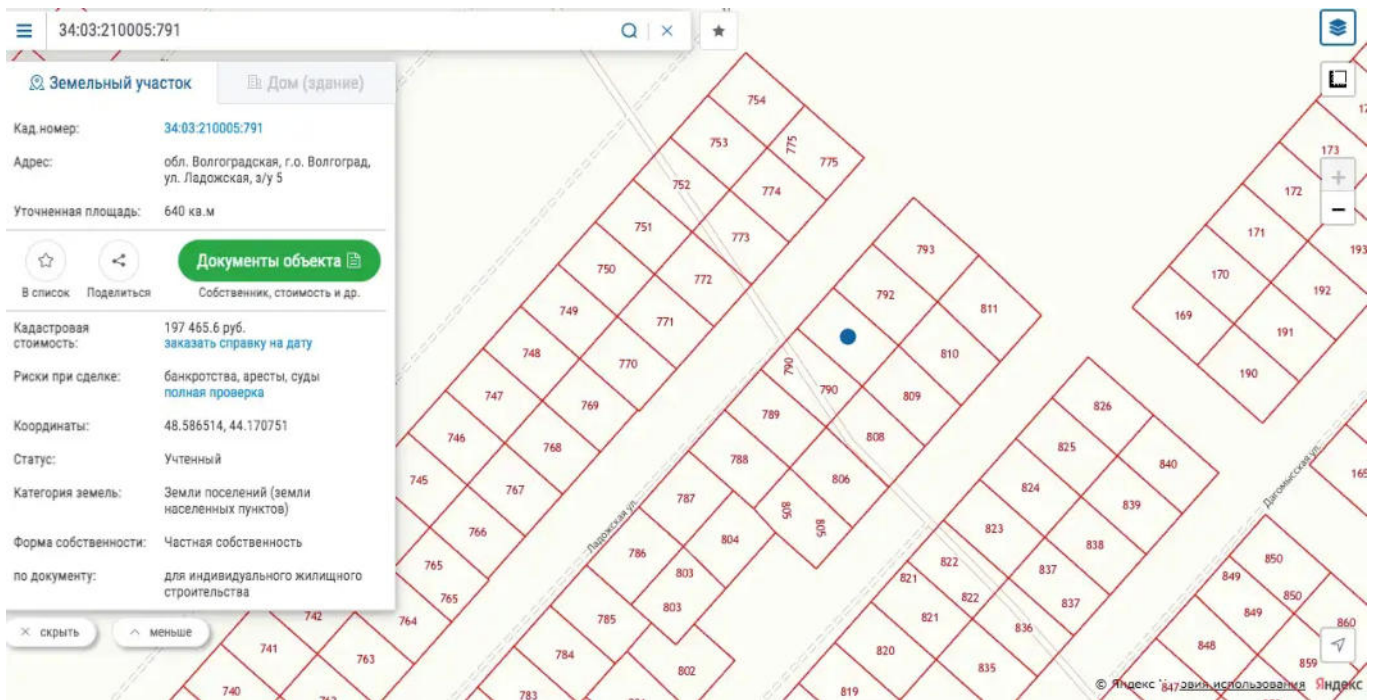 34:03:210005:791
Земельный участок
Дом (здание)
Кад.номер: 34:03:210005:791
Адрес: обл. Волгоградская, г.о. Волгоград,
ул. Ладожская, з/у 5
Уточненная площадь: 640 кв.м
В список Поделиться
Документы объекта
Собственник, стоимость и др.
Кадастровая 197 465.6 руб.
стоимость: заказать справку на дату
Риски при сделке: банкротства, аресты, суды
полная проверка
Координаты: 48.586514, 44.170751
Статус: Учтенный
Категория земель: Земли поселений (земли
населенных пунктов)
Форма собственности: Частная собственность
по документу: для индивидуального жилищного
строительства
скрыть меньше
754
753 775 775
752 774
751 773
750 772
749 771
748 770
747 769
746 768
745 767
766
765
765
764
742
741 763
740
793
792 811
810
790 790 809
789 808
788 806
787 805 805
786 804
803
785 803
784 802
783
Ладожская ул.
826
825 840
824 839
823 838
822 837
821 822 837
821 836
820 835
819
173
172 193
171 192
170 191
169 190
Дагомысская ул.
850
849 850
849 860
848 859
847
© Яндекс Условия использования Яндекс